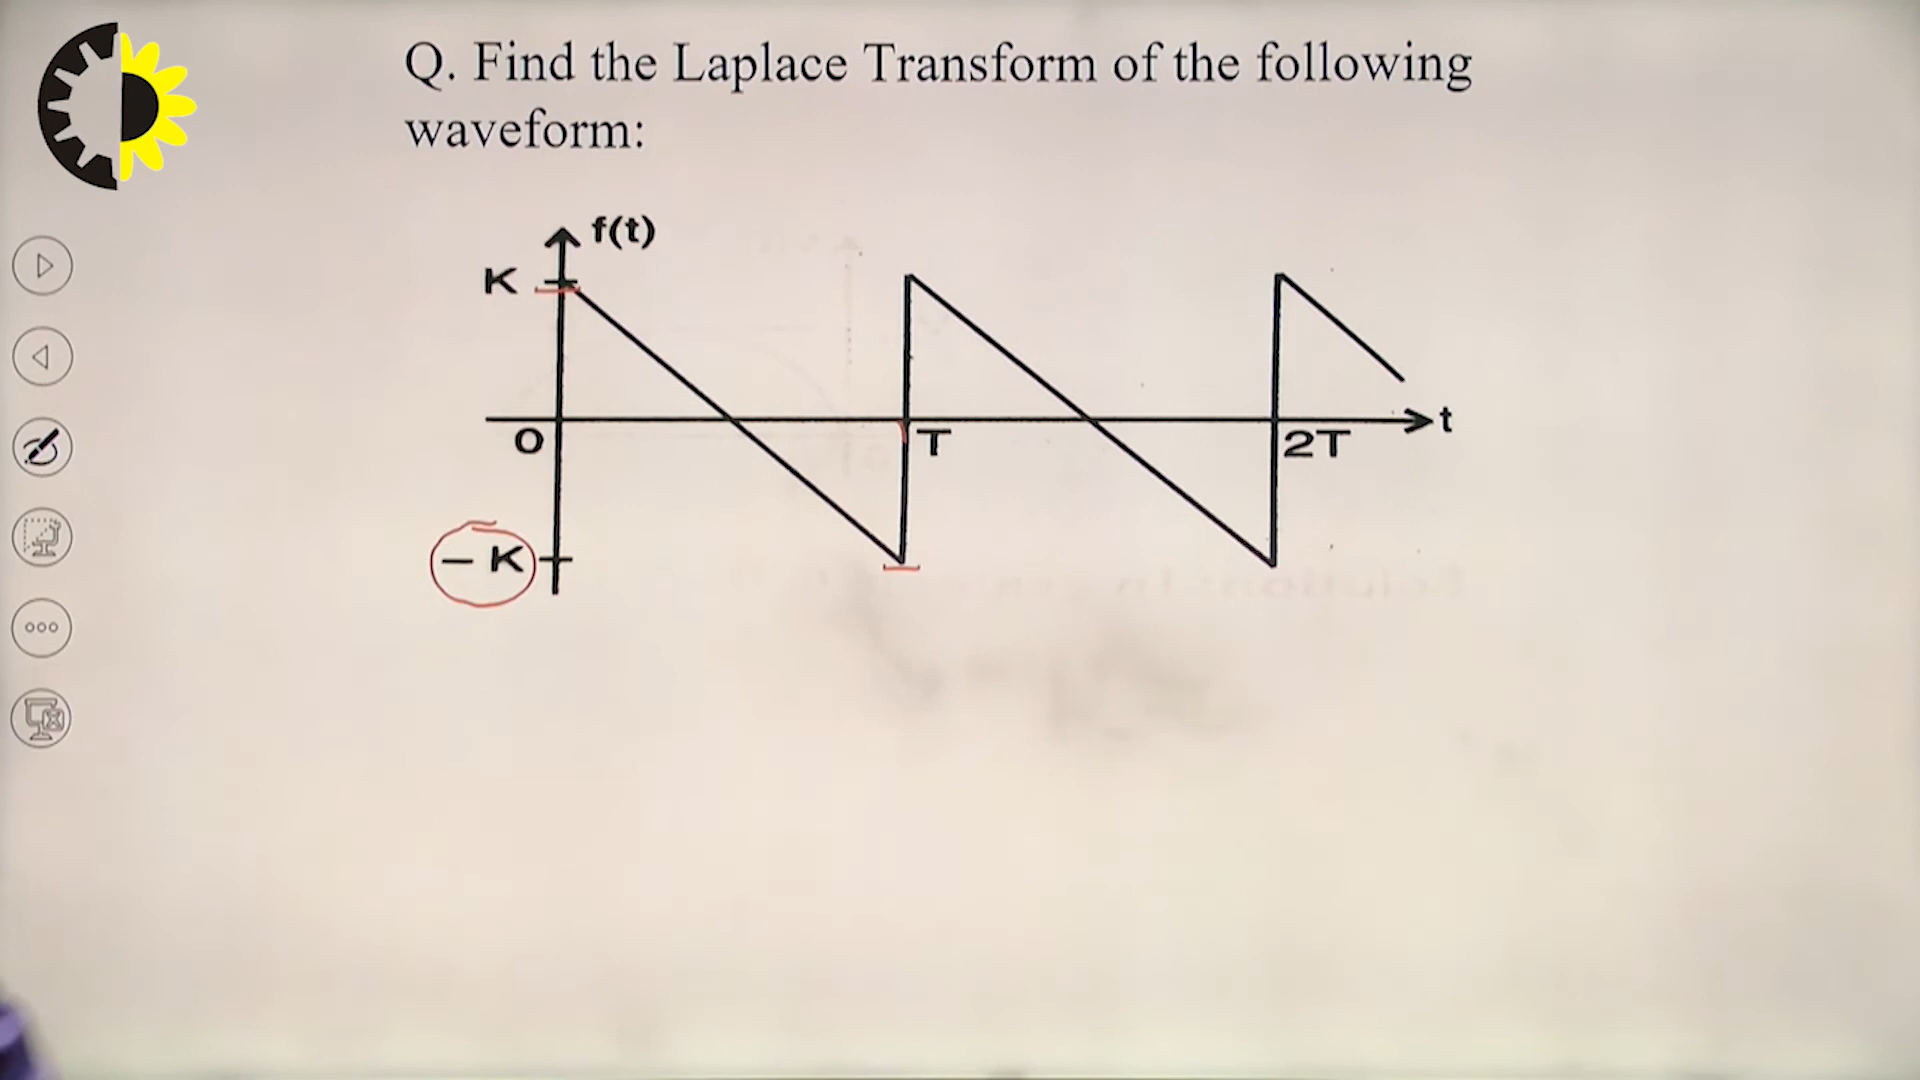 Q. Find the Laplace Transform of the following
waveform:
f(t)
K
t
0
T
2T
– K